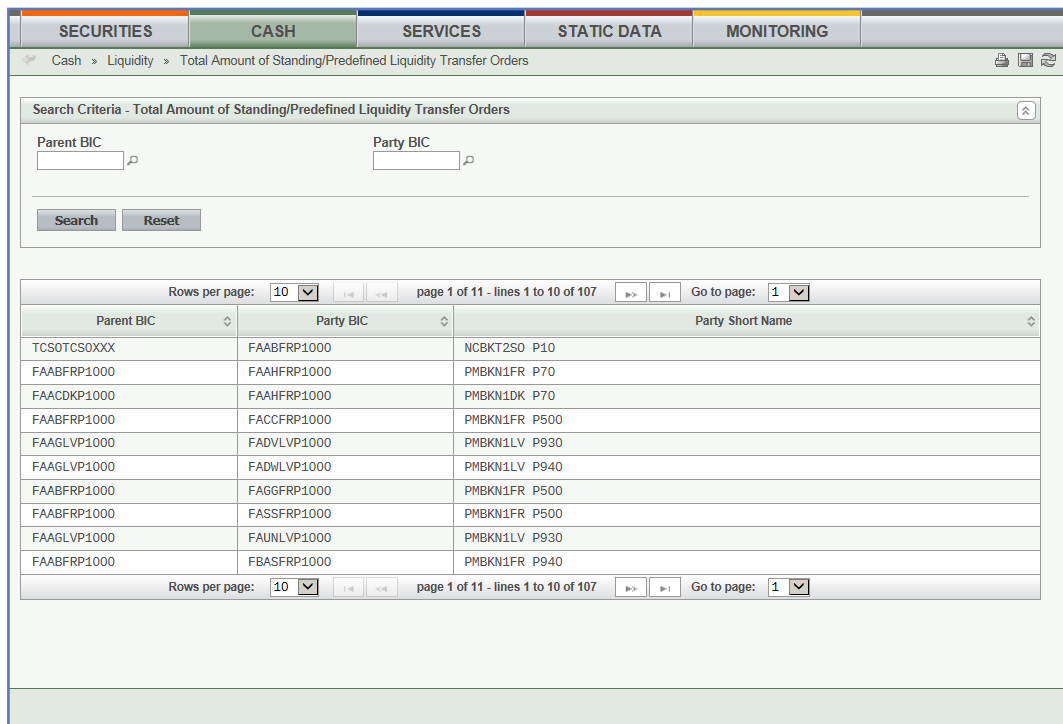 SECURITIES CASH SERVICES STATIC DATA MONITORING
Cash » Liquidity » Total Amount of Standing/Predefined Liquidity Transfer Orders
Search Criteria - Total Amount of Standing/Predefined Liquidity Transfer Orders
Parent BIC Party BIC
Search Reset
Rows per page: 10 page 1 of 11 - lines 1 to 10 of 107 Go to page: 1
Parent BIC Party BIC Party Short Name
TCSOTCSOXXX FAABFRP1000 NCBKT2SO P10
FAABFRP1000 FAAHFRP1000 PMBKN1FR P70
FAACDKP1000 FAAHFRP1000 PMBKN1DK P70
FAABFRP1000 FACCFRP1000 PMBKN1FR P500
FAAGLVP1000 FADVLVP1000 PMBKN1LV P930
FAAGLVP1000 FADWLVP1000 PMBKN1LV P940
FAABFRP1000 FAGGFRP1000 PMBKN1FR P500
FAABFRP1000 FASSFRP1000 PMBKN1FR P500
FAAGLVP1000 FAUNLVP1000 PMBKN1LV P930
FAABFRP1000 FBASFRP1000 PMBKN1FR P940
Rows per page: 10 page 1 of 11 - lines 1 to 10 of 107 Go to page: 1